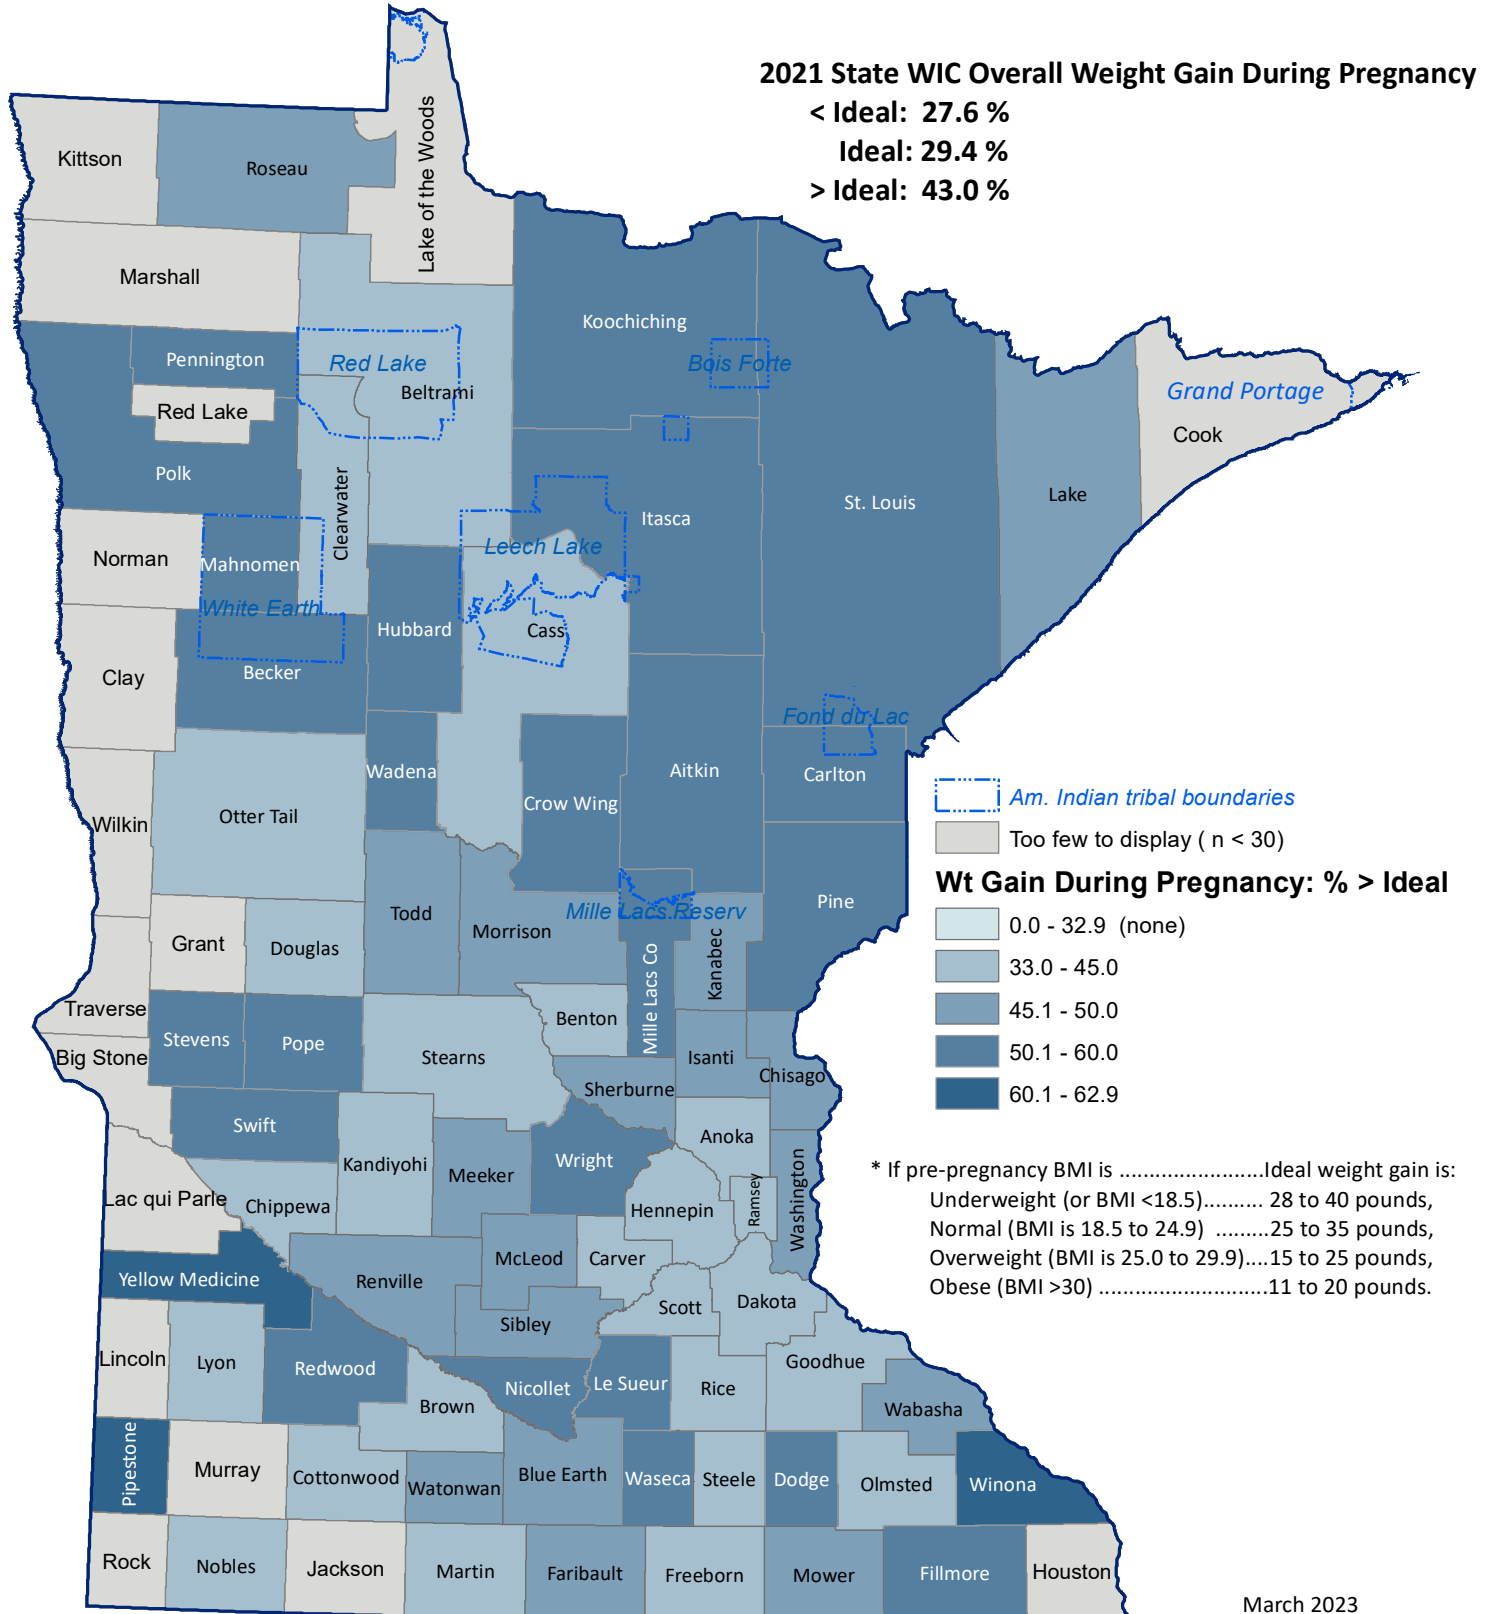 2021 State WIC Overall Weight Gain During Pregnancy
< Ideal: 27.6 %
Ideal: 29.4 %
> Ideal: 43.0 %
Kittson
Roseau
Lake of the Woods
Marshall
Koochiching
Pennington
Red Lake
Beltrami
Bois Forte
Red Lake
Grand Portage
Cook
Polk
Clearwater
Itasca
St. Louis
Lake
Norman
Mahnomen
Leech Lake
White Earth
Hubbard
Cass
Clay
Becker
Fond du Lac
Wadena
Aitkin
Carlton
Wilkin
Otter Tail
Crow Wing
Am. Indian tribal boundaries
Too few to display ( n < 30)
Wt Gain During Pregnancy: % > Ideal
0.0 - 32.9 (none)
33.0 - 45.0
45.1 - 50.0
50.1 - 60.0
60.1 - 62.9
Todd
Mille Lacs Reserv
Pine
Grant
Douglas
Morrison
Mille Lacs Co
Kanabec
Traverse
Benton
Big Stone
Stevens
Pope
Stearns
Isanti
Sherburne
Chisago
Swift
Kandiyohi
Meeker
Wright
Anoka
Lac qui Parle
Chippewa
Hennepin
Ramsey
Washington
* If pre-pregnancy BMI is ........................Ideal weight gain is:
Underweight (or BMI <18.5).......... 28 to 40 pounds,
Normal (BMI is 18.5 to 24.9) .........25 to 35 pounds,
Overweight (BMI is 25.0 to 29.9)....15 to 25 pounds,
Obese (BMI >30) ............................11 to 20 pounds.
Yellow Medicine
Renville
McLeod
Carver
Scott
Dakota
Sibley
Lincoln
Lyon
Redwood
Brown
Nicollet
Le Sueur
Rice
Goodhue
Wabasha
Pipestone
Murray
Cottonwood
Watonwan
Blue Earth
Waseca
Steele
Dodge
Olmsted
Winona
Rock
Nobles
Jackson
Martin
Faribault
Freeborn
Mower
Fillmore
Houston
March 2023